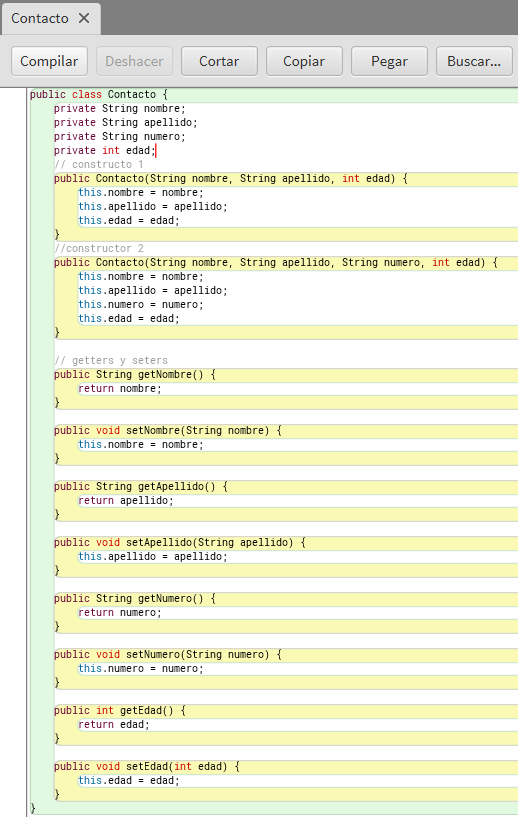 Contacto ✕
Compilar Deshacer Cortar Copiar Pegar Buscar...
public class Contacto {
    private String nombre;
    private String apellido;
    private String numero;
    private int edad;
    // constructo 1
    public Contacto(String nombre, String apellido, int edad) {
        this.nombre = nombre;
        this.apellido = apellido;
        this.edad = edad;
    }
    //constructor 2
    public Contacto(String nombre, String apellido, String numero, int edad) {
        this.nombre = nombre;
        this.apellido = apellido;
        this.numero = numero;
        this.edad = edad;
    }

    // getters y seters
    public String getNombre() {
        return nombre;
    }

    public void setNombre(String nombre) {
        this.nombre = nombre;
    }

    public String getApellido() {
        return apellido;
    }

    public void setApellido(String apellido) {
        this.apellido = apellido;
    }

    public String getNumero() {
        return numero;
    }

    public void setNumero(String numero) {
        this.numero = numero;
    }

    public int getEdad() {
        return edad;
    }

    public void setEdad(int edad) {
        this.edad = edad;
    }
}